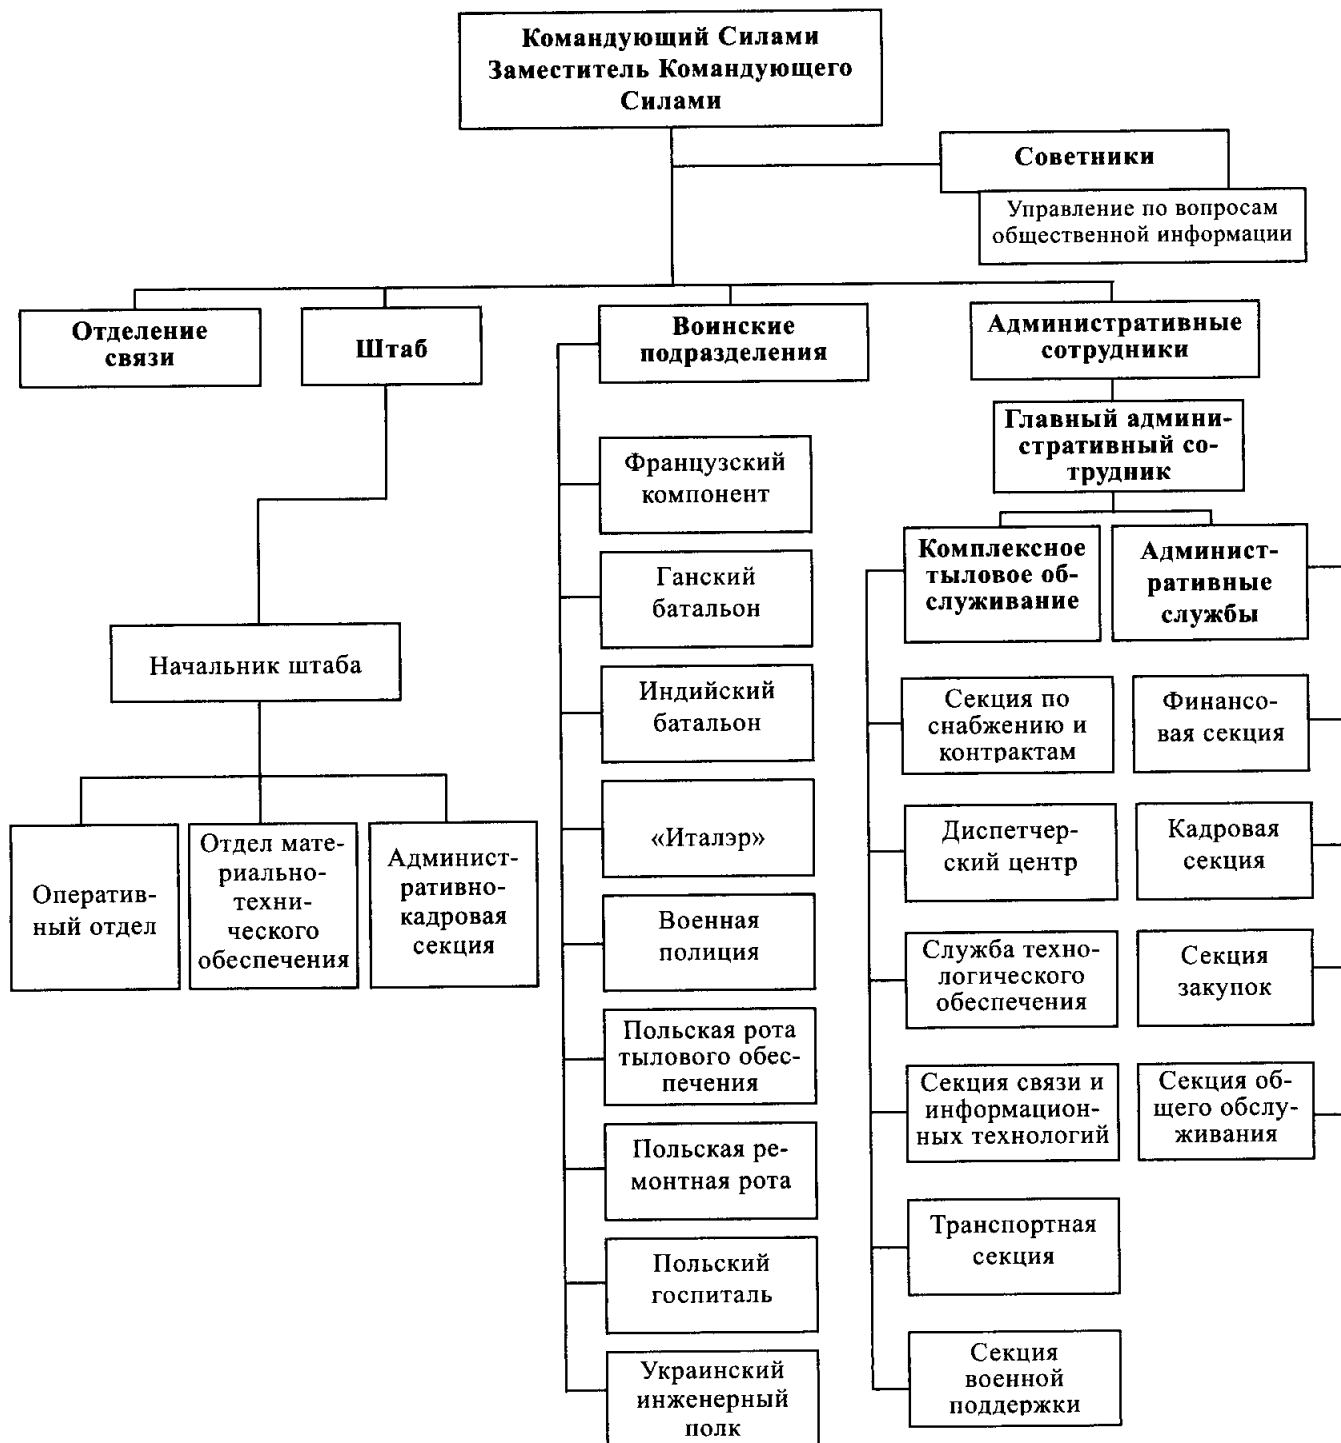 Командующий Силами
Заместитель Командующего
Силами
Советники
Управление по вопросам
общественной информации
Отделение
связи
Штаб
Воинские
подразделения
Административные
сотрудники
Главный админи-
стративный со-
трудник
Начальник штаба
Оператив-
ный отдел
Отдел мате-
риально-
техни-
ческого
обеспечения
Админист-
ративно-
кадровая
секция
Французский
компонент
Ганский
батальон
Индийский
батальон
«Италэр»
Военная
полиция
Польская рота
тылового обес-
печения
Польская ре-
монтная рота
Польский
госпиталь
Украинский
инженерный
полк
Комплексное
тыловое об-
служивание
Секция по
снабжению и
контрактам
Диспетчер-
ский центр
Служба техно-
логического
обеспечения
Секция связи и
информацион-
ных технологий
Транспортная
секция
Секция
военной
поддержки
Админист-
ративные
службы
Финансо-
вая секция
Кадровая
секция
Секция
закупок
Секция об-
щего обслу-
живания